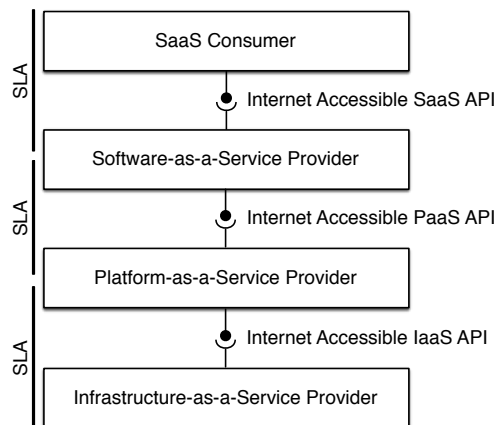 SaaS Consumer
SLA
Internet Accessible SaaS API
Software-as-a-Service Provider
SLA
Internet Accessible PaaS API
Platform-as-a-Service Provider
SLA
Internet Accessible IaaS API
Infrastructure-as-a-Service Provider